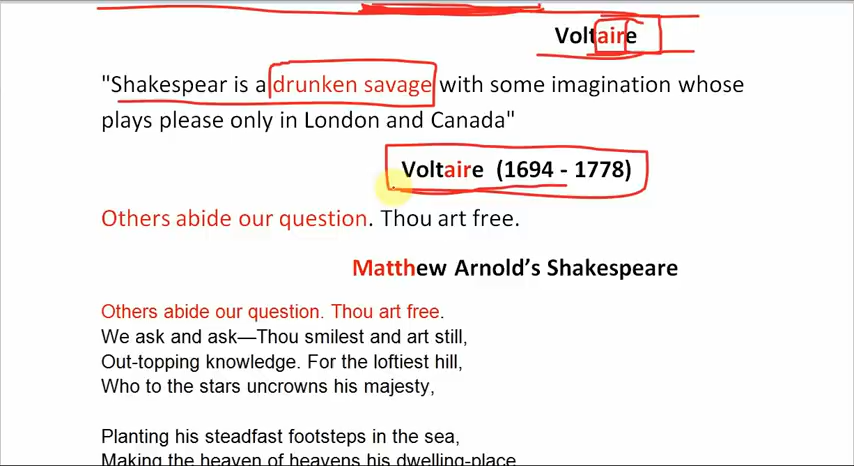 Voltaire
"Shakespear is a drunken savage with some imagination whose
plays please only in London and Canada"
Voltaire (1694 - 1778)
Others abide our question. Thou art free.
Matthew Arnold's Shakespeare
Others abide our question. Thou art free.
We ask and ask—Thou smilest and art still,
Out-topping knowledge. For the loftiest hill,
Who to the stars uncrowns his majesty,
Planting his steadfast footsteps in the sea,
Making the heaven of heavens his dwelling-place